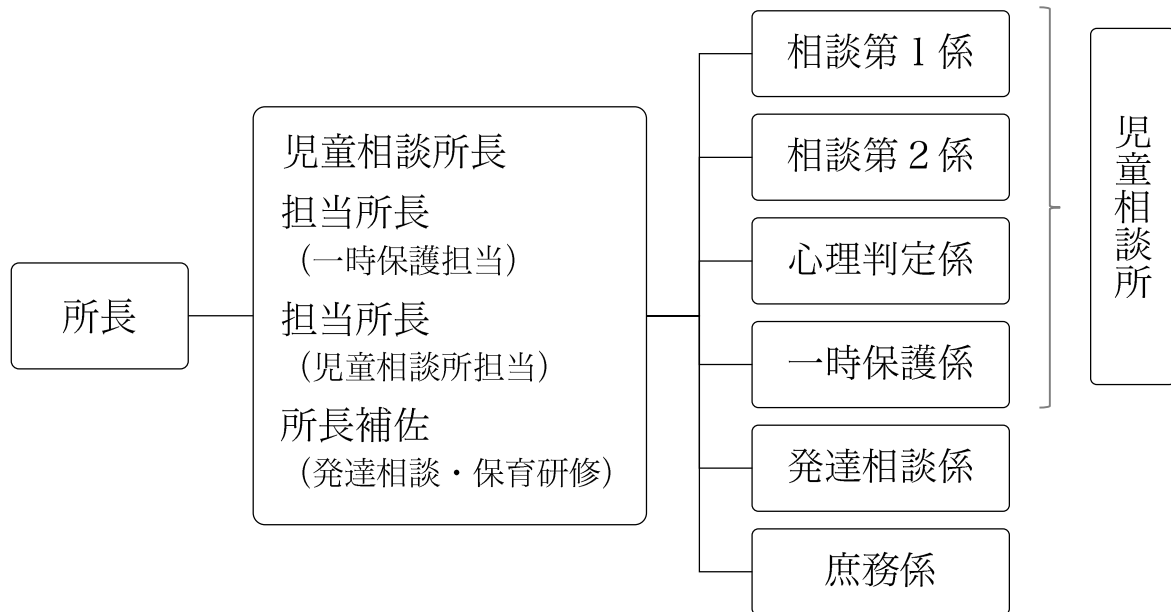 所長
児童相談所長
担当所長
（一時保護担当）
担当所長
（児童相談所担当）
所長補佐
（発達相談・保育研修）
相談第１係
相談第２係
心理判定係
一時保護係
発達相談係
庶務係
児童相談所